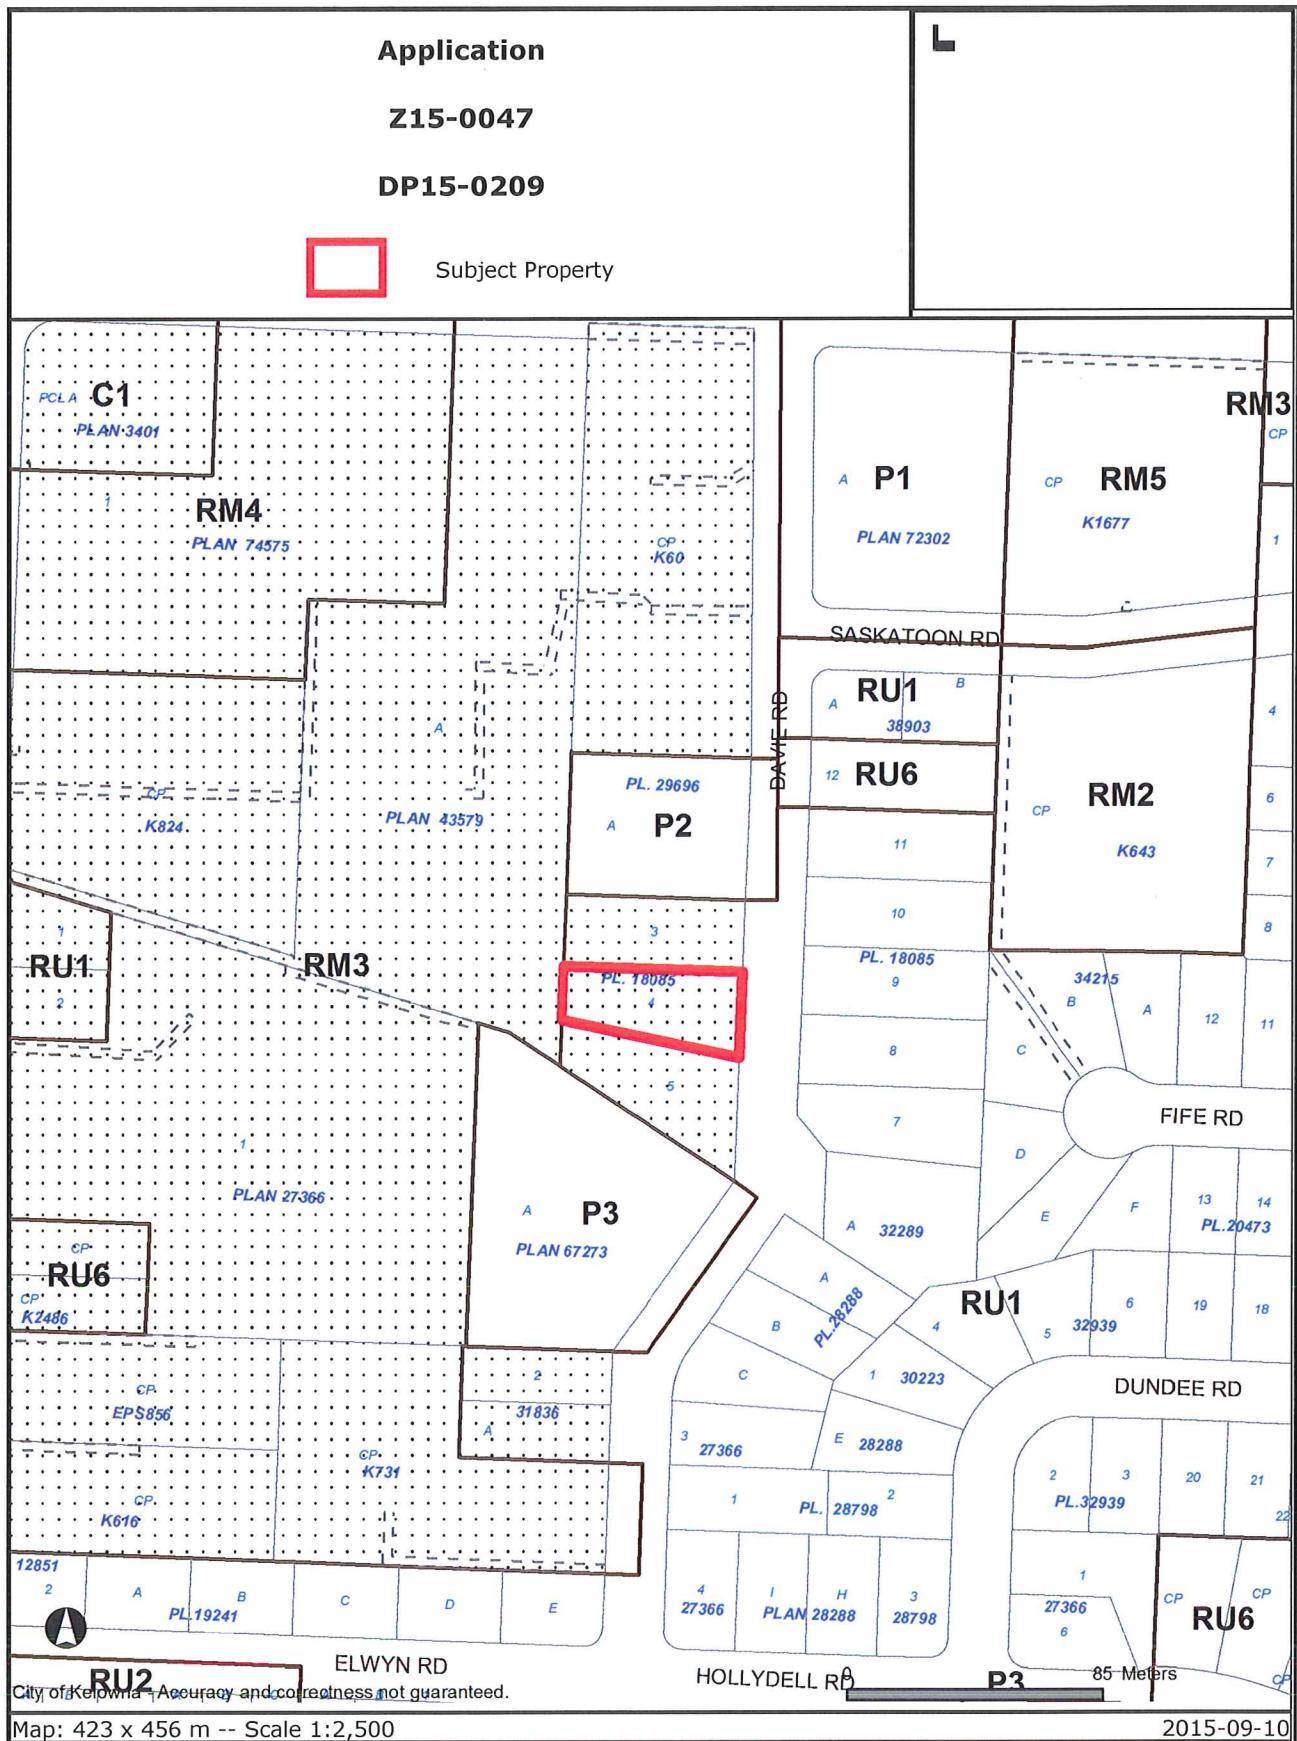 Application
Z15-0047
DP15-0209
Subject Property
PCL A C1
PLAN 3401
1
RM4
PLAN 74575
CP
K60
A P1
PLAN 72302
RM3
CP
CP RM5
K1677
1
SASKATOON RD
A RU1 B
38903
DAVIE RD
12 RU6
4
A
PL. 29696
A P2
RM2
CP
K643
6
7
8
CP
K824
PLAN 43579
11
10
PL. 18085
9
8
7
1
RU1
2
RM3
3
PL. 18085
4
5
34215
B
A
12
11
C
FIFE RD
D
E
F
13
14
PL.20473
1
PLAN 27366
A P3
PLAN 67273
A 32289
CP
RU6
CP
K2486
A
B
PL.28288
C
RU1
4
5
32939
6
19
18
1 30223
DUNDEE RD
CP
EPS856
2
31836
A
CP
K731
CP
K616
3
27366
E 28288
1
PL. 28798
2
2
3
PL.32939
20
21
22
12851
2
A
B
PL.19241
C
D
E
4
27366
I
H
PLAN 28288
3
28798
1
27366
6
CP
CP
RU6
CP
ELWYN RD
RU2
HOLLYDELL RD
P3
0
85 Meters
City of Kelowna - Accuracy and correctness not guaranteed.
Map: 423 x 456 m -- Scale 1:2,500
2015-09-10